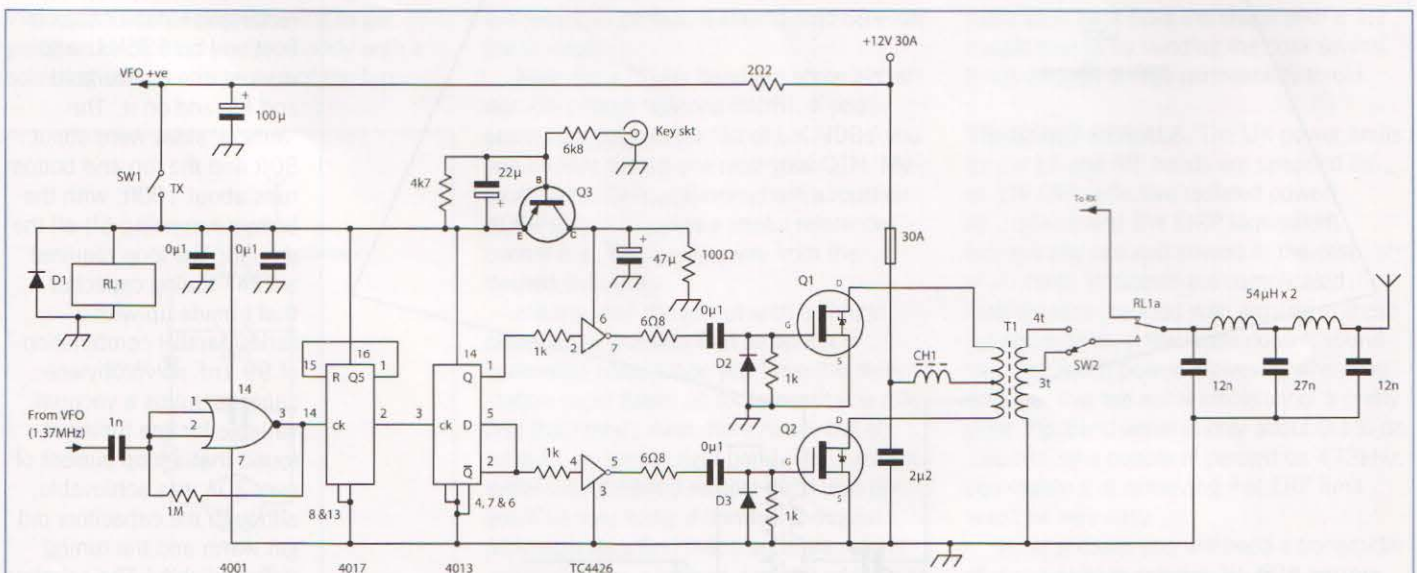 +12V 30A
VFO +ve
2Ω2
100µ
Key skt
6k8
SW1
TX
4k7
22µ
B
Q3
To RX
30A
0µ1
0µ1
47µ
100Ω
D1
RL1
Q1
D
54µH x 2
RL1a
0µ1
G
S
T1
4t
SW2
3t
16
15
R Q5
1
14
1
Q
1k
2
7
6Ω8
D2
1k
CH1
12n
27n
12n
From VFO
(1.37MHz)
14
1
2
14
ck
2
3
ck
5
D
Q2
D
1n
0µ1
G
S
2
Q
1k
4
5
6Ω8
3
D3
1k
2µ2
1M
8 &13
4,7 & 6
4001
4017
4013
TC4426